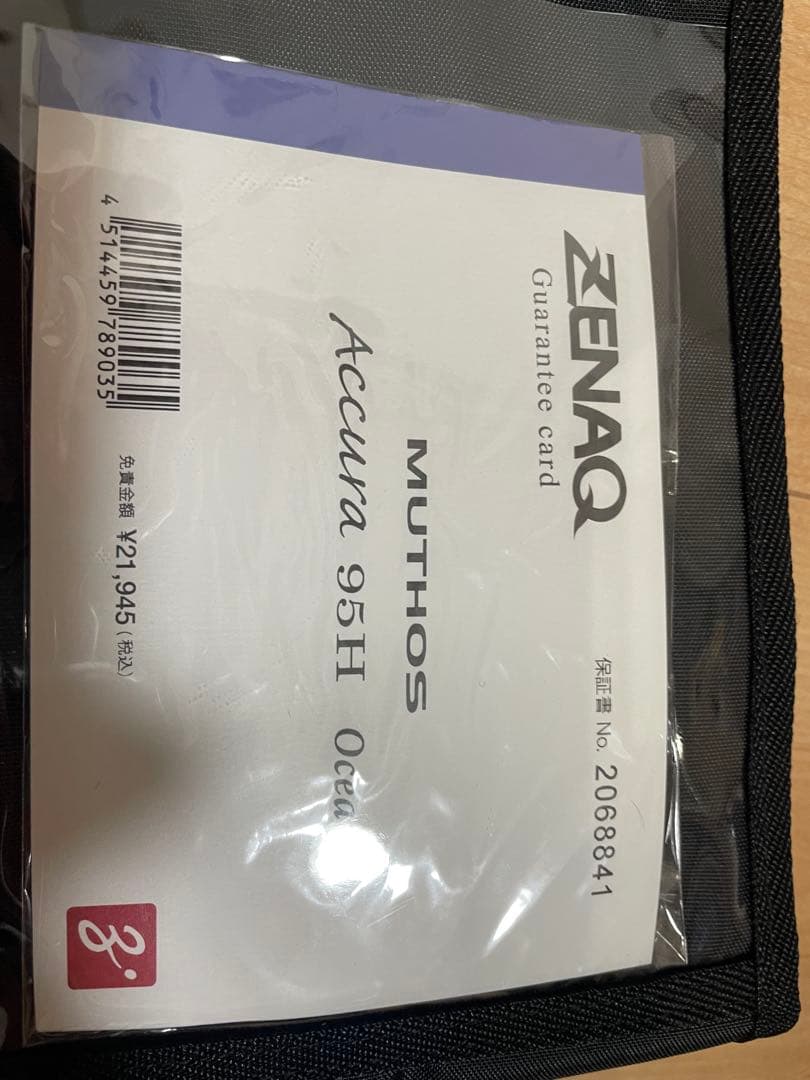 ZENAQ
Guarantee card
保証書 No. 2068841
MUTHOS
Accura 95H Ocea
4 514459 789035
免責金額 ¥21,945(税込)